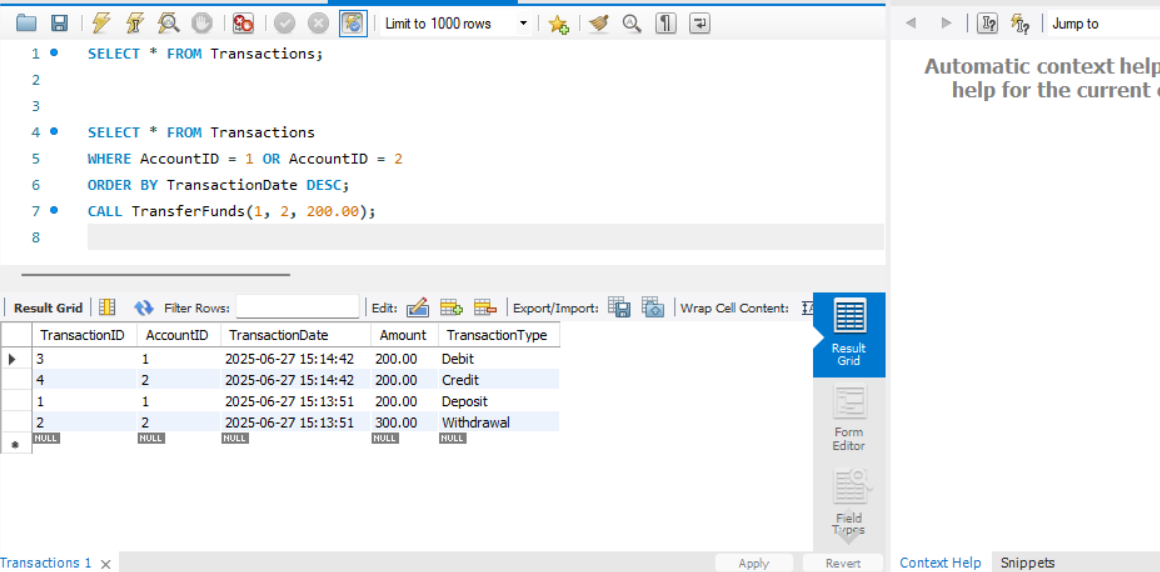 Limit to 1000 rows
Jump to
1 SELECT * FROM Transactions;
2
3
4 SELECT * FROM Transactions
5 WHERE AccountID = 1 OR AccountID = 2
6 ORDER BY TransactionDate DESC;
7 CALL TransferFunds(1, 2, 200.00);
8
Automatic context help
help for the current
Result Grid Filter Rows: Edit: Export/Import: Wrap Cell Content:
TransactionID AccountID TransactionDate Amount TransactionType
3 1 2025-06-27 15:14:42 200.00 Debit
4 2 2025-06-27 15:14:42 200.00 Credit
1 1 2025-06-27 15:13:51 200.00 Deposit
2 2 2025-06-27 15:13:51 300.00 Withdrawal
NULL NULL NULL NULL NULL
Result
Grid
Form
Editor
Field
Types
Transactions 1
Apply Revert
Context Help Snippets